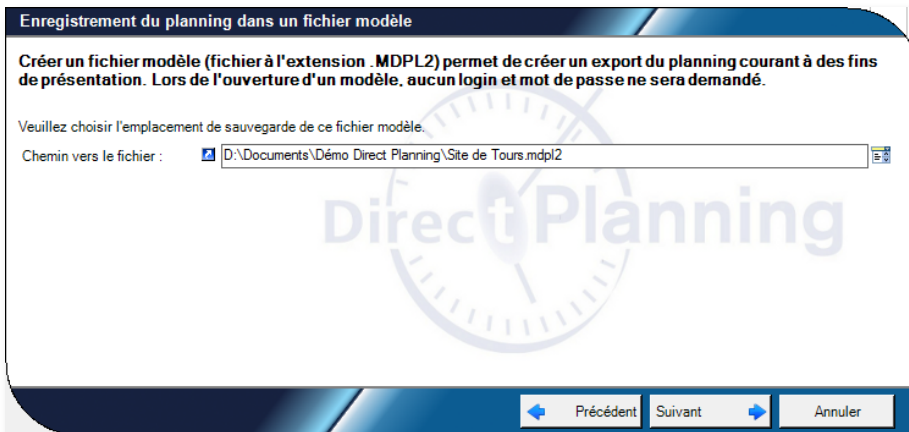 Enregistrement du planning dans un fichier modèle
Créer un fichier modèle (fichier à l'extension .MDPL2) permet de créer un export du planning courant à des fins
de présentation. Lors de l'ouverture d'un modèle, aucun login et mot de passe ne sera demandé.
Veuillez choisir l'emplacement de sauvegarde de ce fichier modèle.
Chemin vers le fichier : D:\Documents\Démo Direct Planning\Site de Tours.mdpl2
Direct Planning
Précédent Suivant Annuler